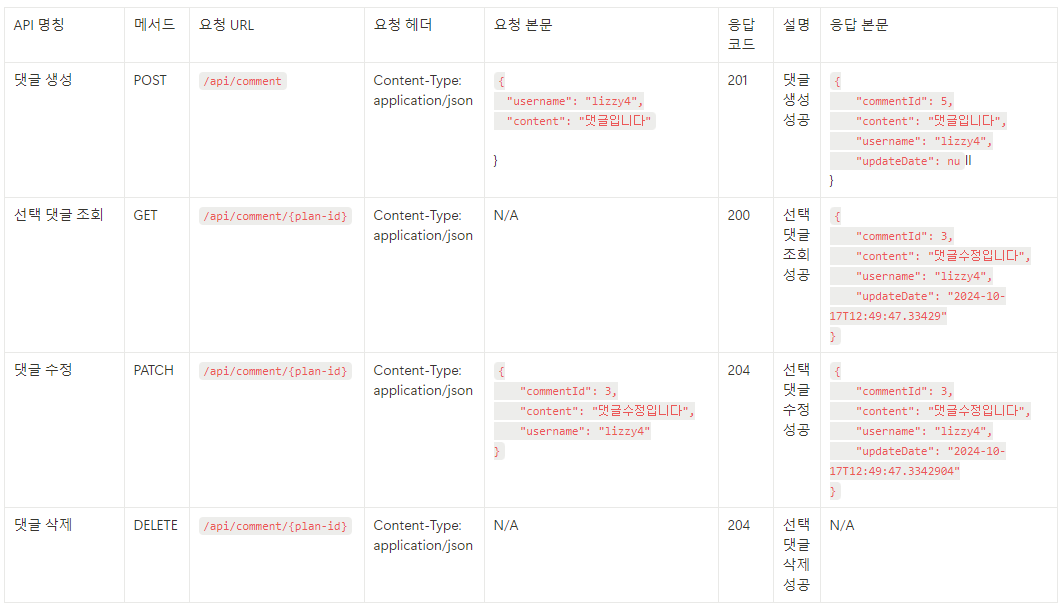 API 명칭 메서드 요청 URL 요청 헤더 요청 본문 응답 코드 설명 응답 본문
댓글 생성
POST
/api/comment
Content-Type:
application/json
{
"username": "lizzy4",
"content": "댓글입니다"
}
201
댓글
생성
성공
{
"commentId": 5,
"content": "댓글입니다",
"username": "lizzy4",
"updateDate": null
}
선택 댓글 조회
GET
/api/comment/{plan-id}
Content-Type:
application/json
N/A
200
선택
댓글
조회
성공
{
"commentId": 3,
"content": "댓글수정입니다",
"username": "lizzy4",
"updateDate": "2024-10-
17T12:49:47.33429"
}
댓글 수정
PATCH
/api/comment/{plan-id}
Content-Type:
application/json
{
"commentId": 3,
"content": "댓글수정입니다",
"username": "lizzy4"
}
204
선택
댓글
수정
성공
{
"commentId": 3,
"content": "댓글수정입니다",
"username": "lizzy4",
"updateDate": "2024-10-
17T12:49:47.3342904"
}
댓글 삭제
DELETE
/api/comment/{plan-id}
Content-Type:
application/json
N/A
204
선택
댓글
삭제
성공
N/A